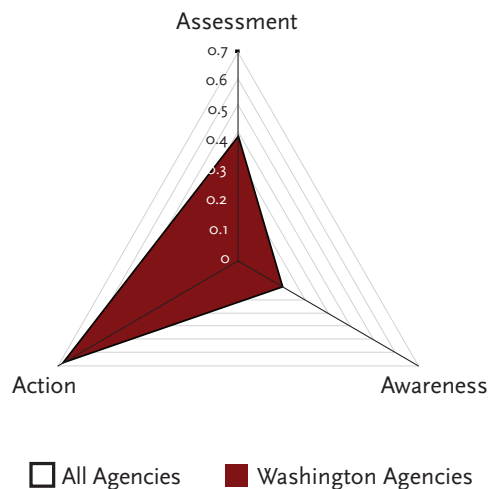 Assessment
0.7
0.6
0.5
0.4
0.3
0.2
0.1
0
Action
Awareness
All Agencies
Washington Agencies